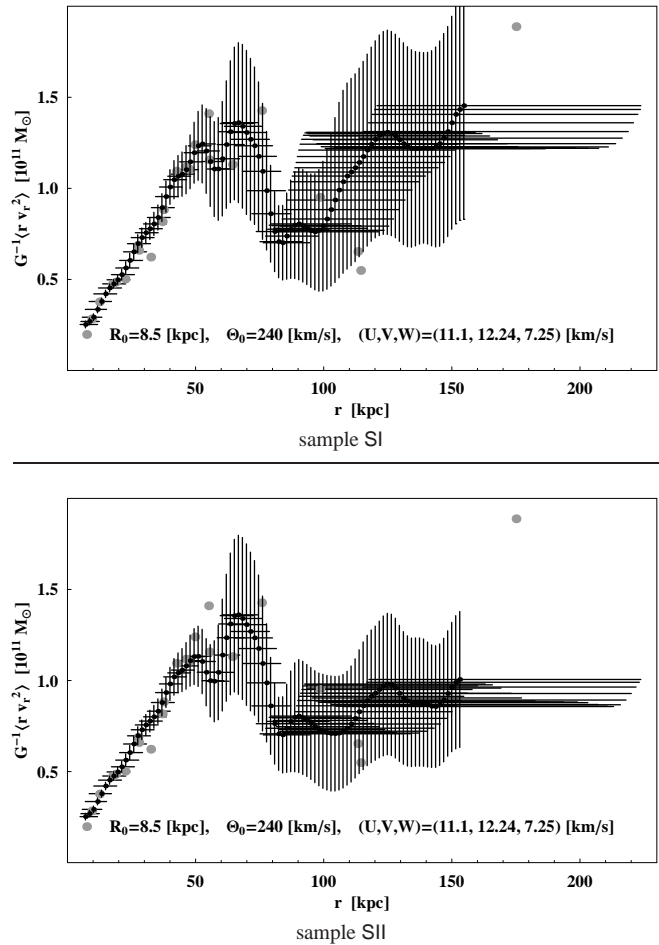 1.5
1.0
0.5
G⁻¹⟨r v_r²⟩ [10¹¹ M_⊙]
R₀=8.5 [kpc], Θ₀=240 [km/s], (U,V,W)=(11.1, 12.24, 7.25) [km/s]
50 100 150 200
r [kpc]
sample SI
1.5
1.0
0.5
G⁻¹⟨r v_r²⟩ [10¹¹ M_⊙]
R₀=8.5 [kpc], Θ₀=240 [km/s], (U,V,W)=(11.1, 12.24, 7.25) [km/s]
50 100 150 200
r [kpc]
sample SII